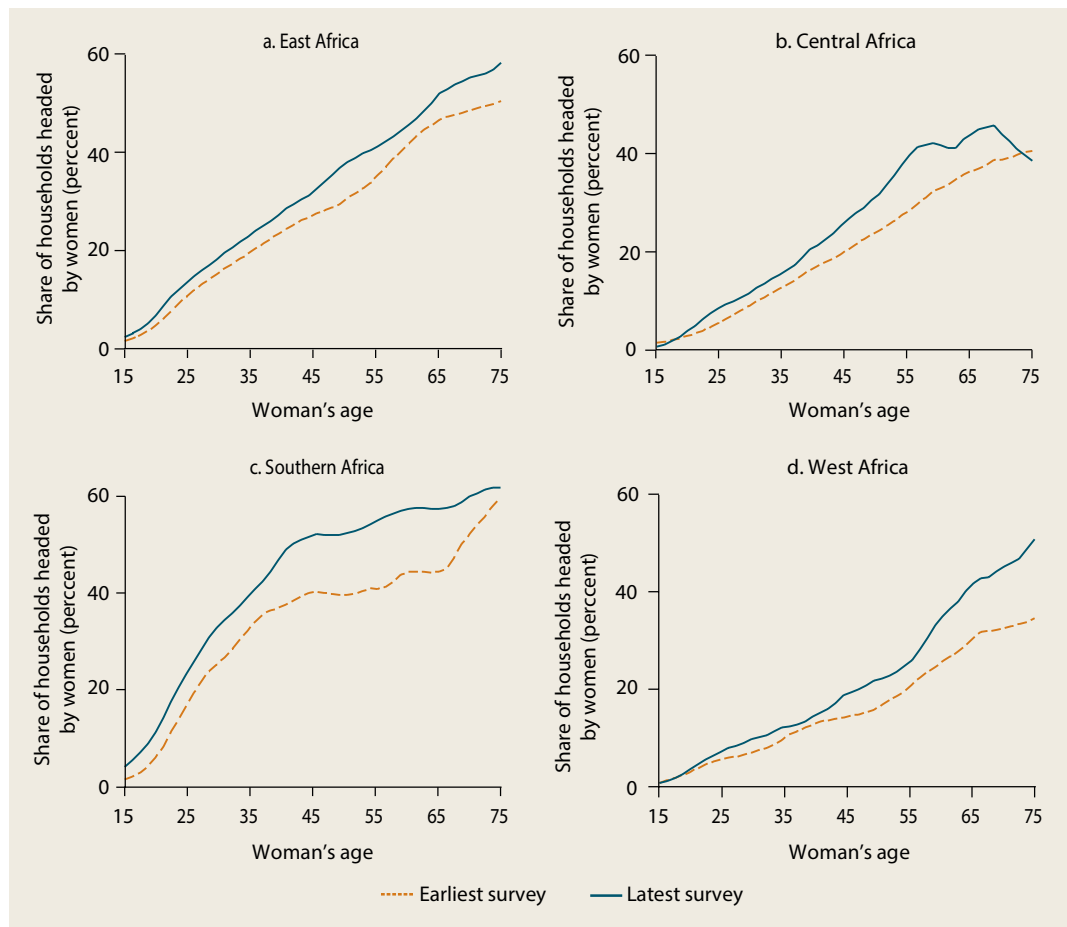 a. East Africa
Share of households headed
by women (perccent)
60
40
20
0
15 25 35 45 55 65 75
Woman's age
b. Central Africa
Share of households headed
by women (perccent)
60
40
20
0
15 25 35 45 55 65 75
Woman's age
c. Southern Africa
Share of households headed
by women (perccent)
60
40
20
0
15 25 35 45 55 65 75
Woman's age
d. West Africa
Share of households headed
by women (perccent)
60
40
20
0
15 25 35 45 55 65 75
Woman's age
Earliest survey Latest survey